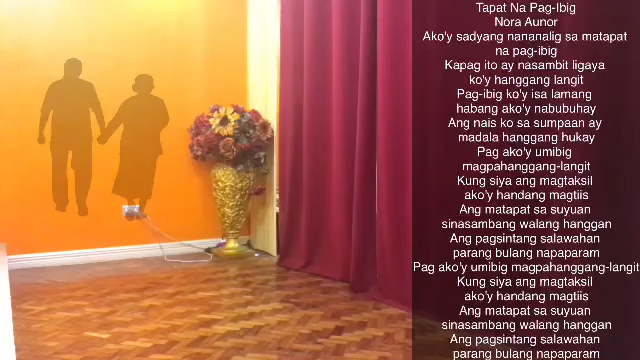 Tapat Na Pag-Ibig
Nora Aunor
Ako'y sadyang nananalig sa matapat
na pag-ibig
Kapag ito ay nasambit ligaya
ko'y hanggang langit
Pag-ibig ko'y isa lamang
habang ako'y nabubuhay
Ang nais ko sa sumpaan ay
madala hanggang hukay
Pag ako'y umibig
magpahanggang-langit
Kung siya ang magtaksil
ako'y handang magtiis
Ang matapat sa suyuan
sinasambang walang hanggan
Ang pagsintang salawahan
parang bulang napaparam
Pag ako'y umibig magpahanggang-langit
Kung siya ang magtaksil
ako'y handang magtiis
Ang matapat sa suyuan
sinasambang walang hanggan
Ang pagsintang salawahan
parang bulang napaparam